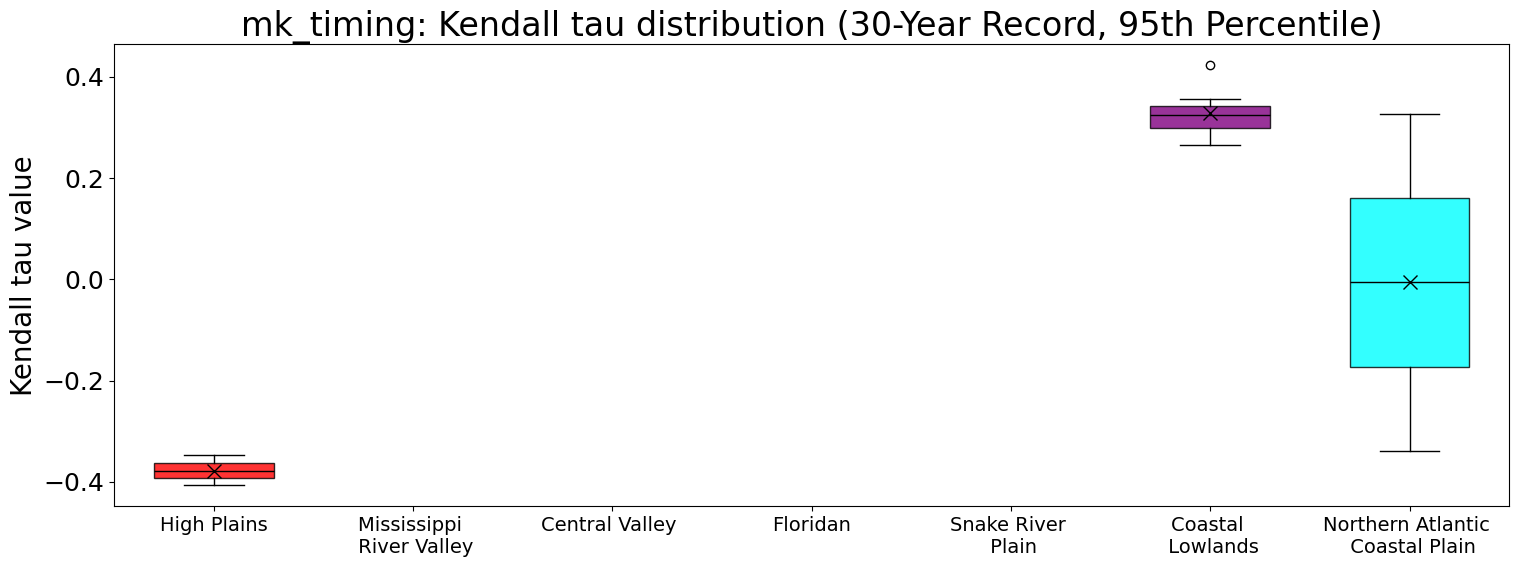 mk_timing: Kendall tau distribution (30-Year Record, 95th Percentile)
Kendall tau value
0.4
0.2
0.0
−0.2
−0.4
High Plains
Mississippi
River Valley
Central Valley
Floridan
Snake River
Plain
Coastal
Lowlands
Northern Atlantic
Coastal Plain